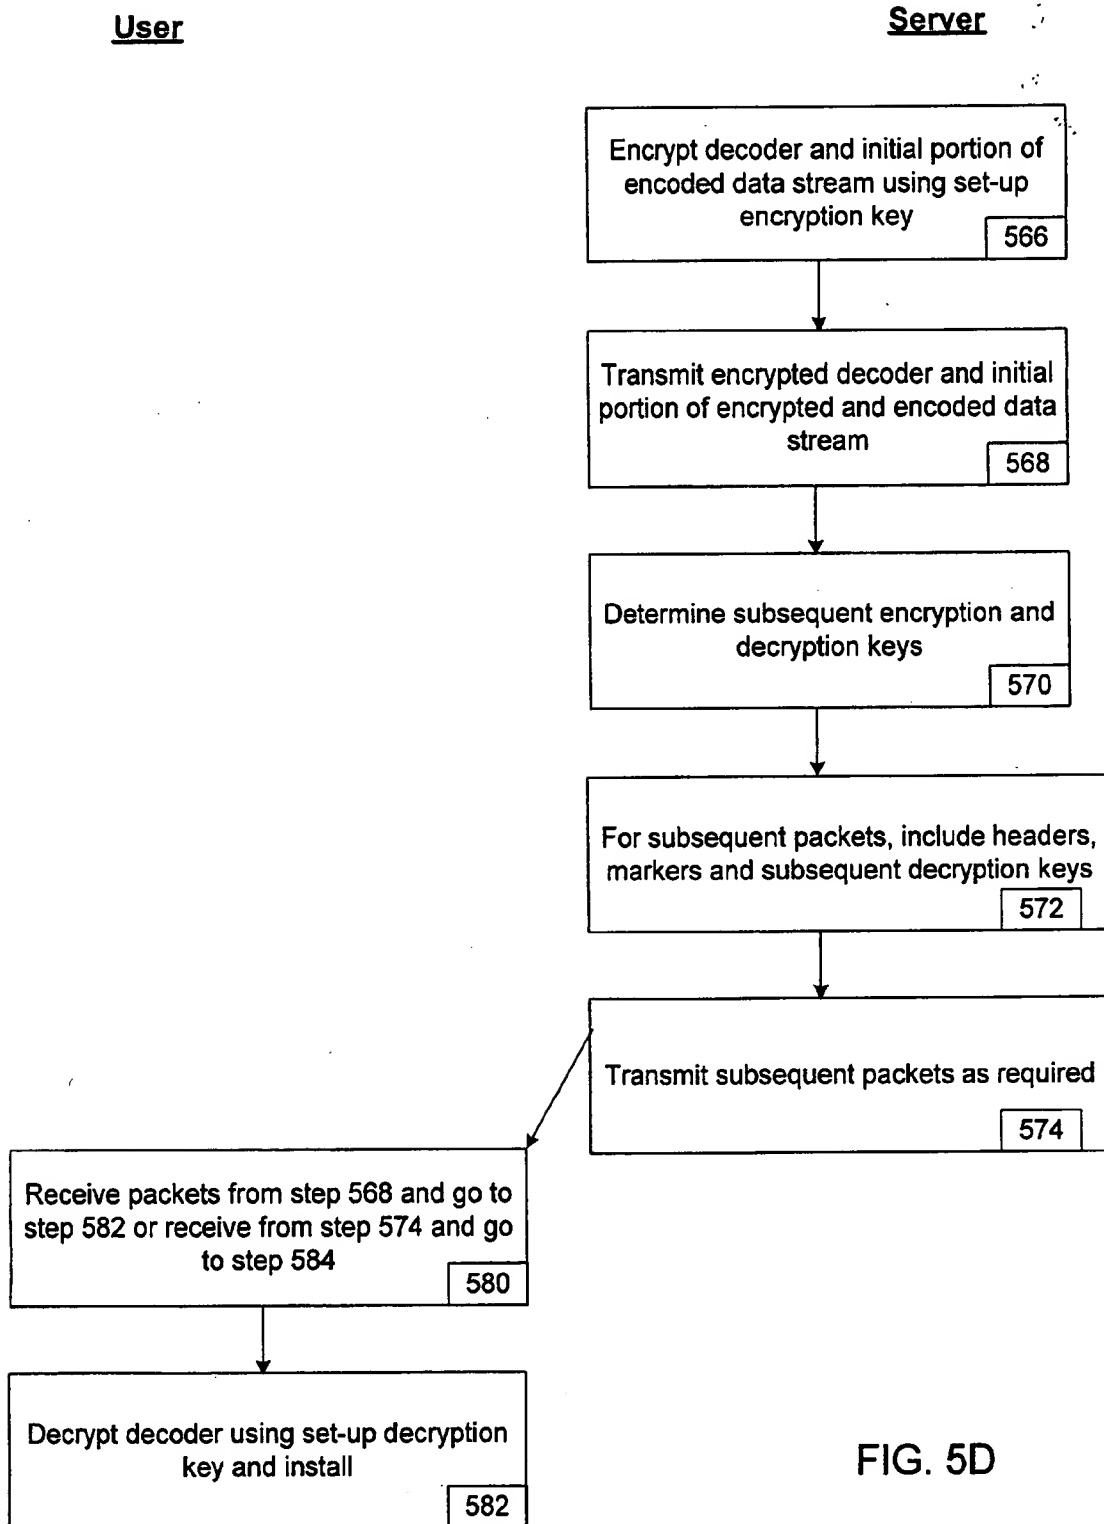 User
Server
Encrypt decoder and initial portion of
encoded data stream using set-up
encryption key
566
Transmit encrypted decoder and initial
portion of encrypted and encoded data
stream
568
Determine subsequent encryption and
decryption keys
570
For subsequent packets, include headers,
markers and subsequent decryption keys
572
Transmit subsequent packets as required
574
Receive packets from step 568 and go to
step 582 or receive from step 574 and go
to step 584
580
Decrypt decoder using set-up decryption
key and install
582
FIG. 5D